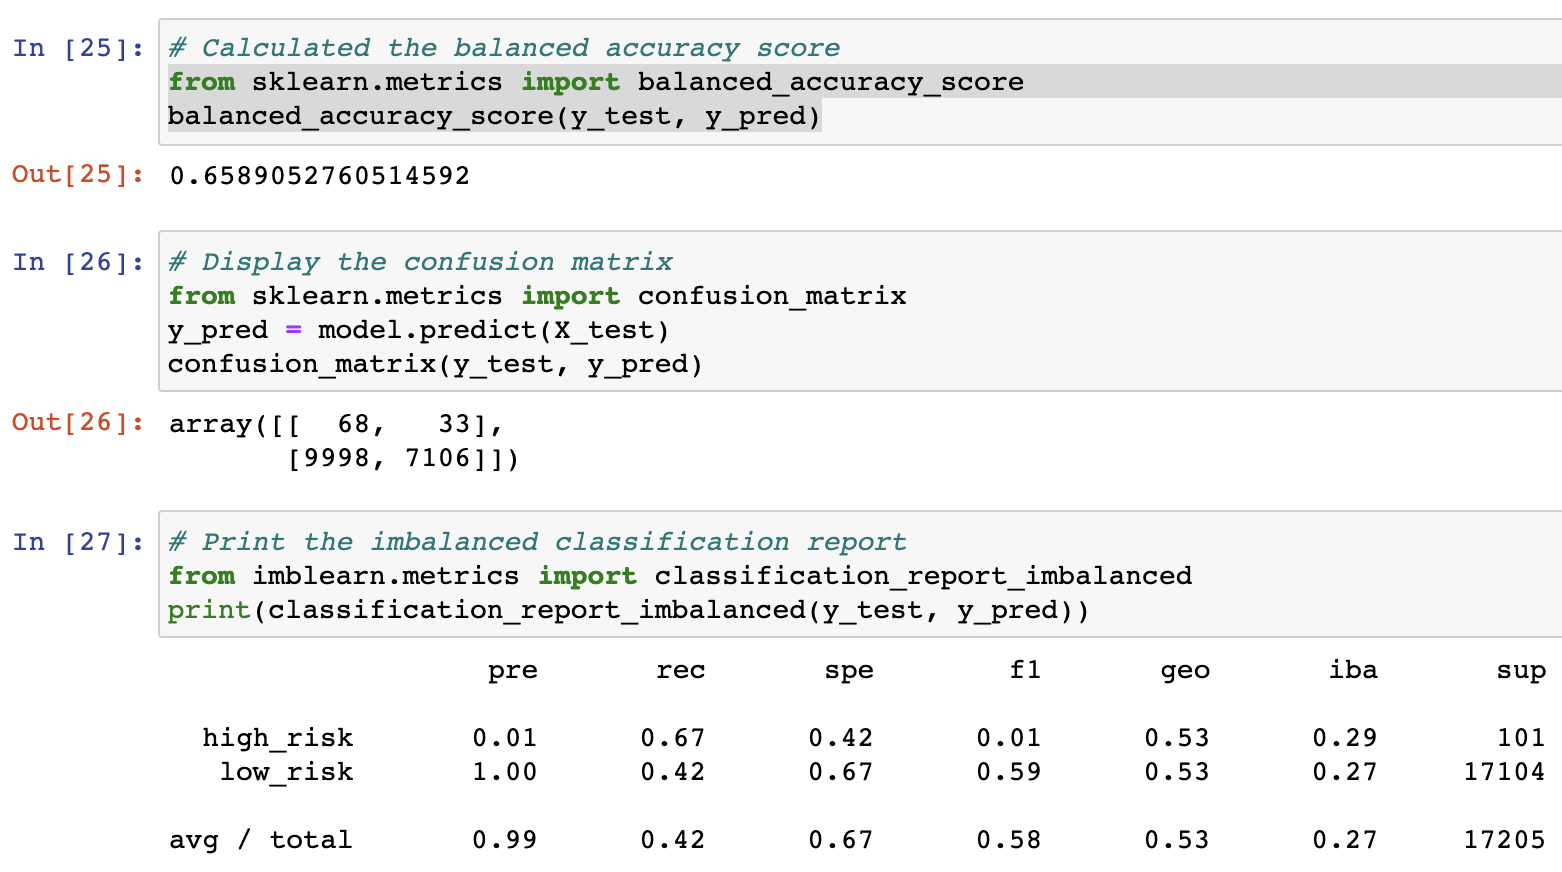 In [25]: # Calculated the balanced accuracy score
from sklearn.metrics import balanced_accuracy_score
balanced_accuracy_score(y_test, y_pred)
Out[25]: 0.6589052760514592
In [26]: # Display the confusion matrix
from sklearn.metrics import confusion_matrix
y_pred = model.predict(X_test)
confusion_matrix(y_test, y_pred)
Out[26]: array([[  68,   33],
       [9998, 7106]])
In [27]: # Print the imbalanced classification report
from imblearn.metrics import classification_report_imbalanced
print(classification_report_imbalanced(y_test, y_pred))
pre rec spe f1 geo iba sup
high_risk 0.01 0.67 0.42 0.01 0.53 0.29 101
low_risk 1.00 0.42 0.67 0.59 0.53 0.27 17104
avg / total 0.99 0.42 0.67 0.58 0.53 0.27 17205